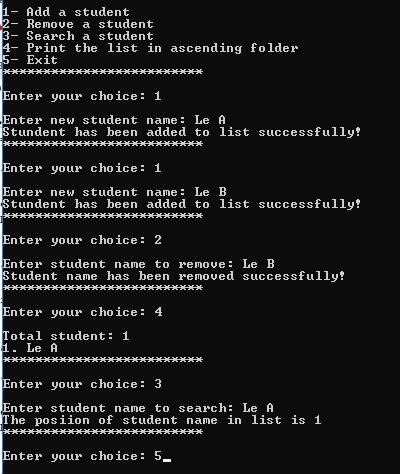 1- Add a student
2- Remove a student
3- Search a student
4- Print the list in ascending folder
5- Exit
*************************
Enter your choice: 1
Enter new student name: Le A
Stundent has been added to list successfully!
*************************
Enter your choice: 1
Enter new student name: Le B
Stundent has been added to list successfully!
*************************
Enter your choice: 2
Enter student name to remove: Le B
Student name has been removed successfully!
*************************
Enter your choice: 4
Total student: 1
1. Le A
*************************
Enter your choice: 3
Enter student name to search: Le A
The posiion of student name in list is 1
*************************
Enter your choice: 5_